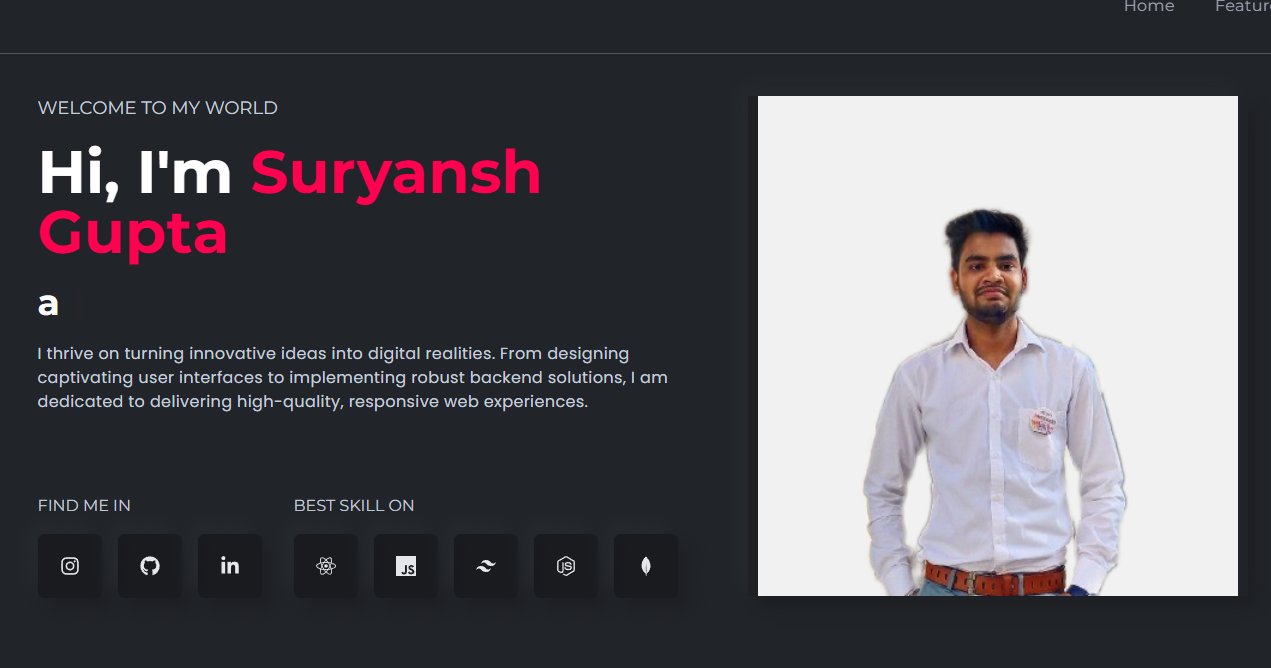 Home Featur
WELCOME TO MY WORLD
Hi, I'm Suryansh
Gupta
a
I thrive on turning innovative ideas into digital realities. From designing
captivating user interfaces to implementing robust backend solutions, I am
dedicated to delivering high-quality, responsive web experiences.
FIND ME IN BEST SKILL ON
in JS JS